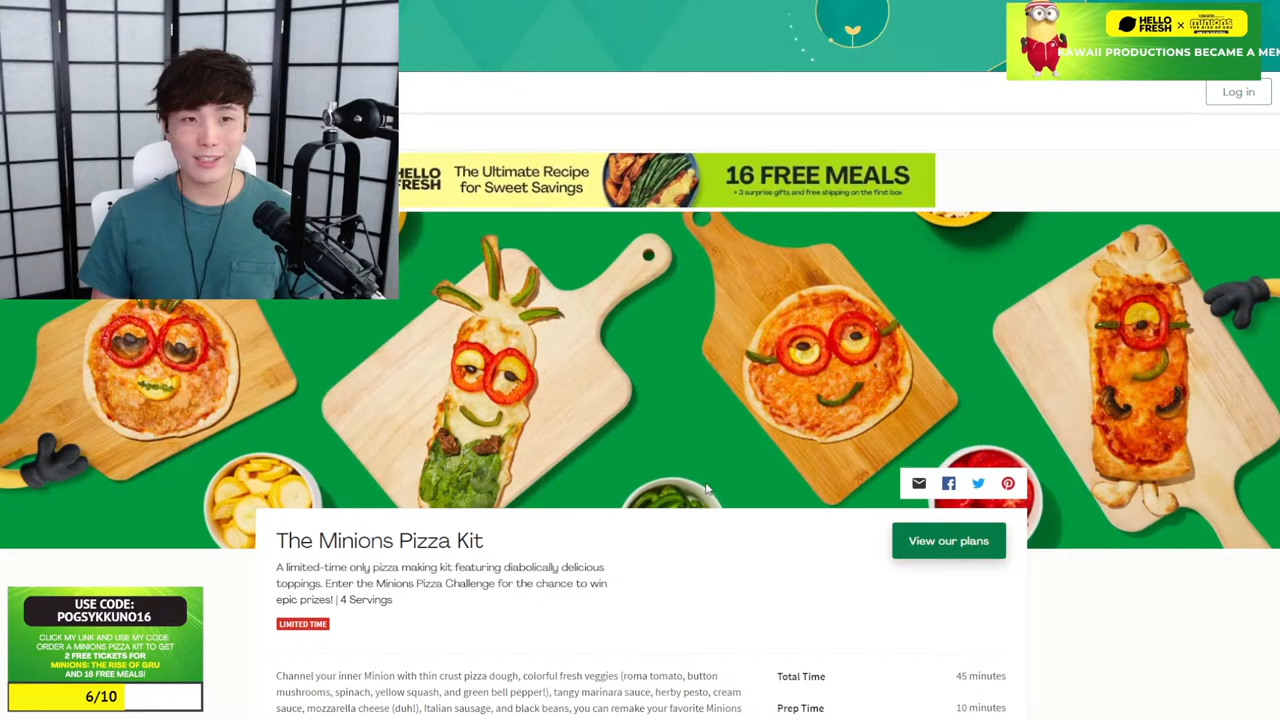 HELLO
FRESH
×
MINIONS
THE RISE OF GRU
KAWAII PRODUCTIONS BECAME A MEM
Log in
HELLO
FRESH
The Ultimate Recipe
for Sweet Savings
16 FREE MEALS
+ 3 surprise gifts and free shipping on the first box
The Minions Pizza Kit
View our plans
A limited-time only pizza making kit featuring diabolically delicious
toppings. Enter the Minions Pizza Challenge for the chance to win
epic prizes! | 4 Servings
LIMITED TIME
USE CODE:
POGSYKKUNO16
CLICK MY LINK AND USE MY CODE
ORDER A MINIONS PIZZA KIT TO GET
2 FREE TICKETS FOR
MINIONS: THE RISE OF GRU
AND 16 FREE MEALS!
6/10
Channel your inner Minion with thin crust pizza dough, colorful fresh veggies (roma tomato, button
mushrooms, spinach, yellow squash, and green bell pepper!), tangy marinara sauce, herby pesto, cream
sauce, mozzarella cheese (duh!), Italian sausage, and black beans, you can remake your favorite Minions
Total Time 45 minutes
Prep Time 10 minutes